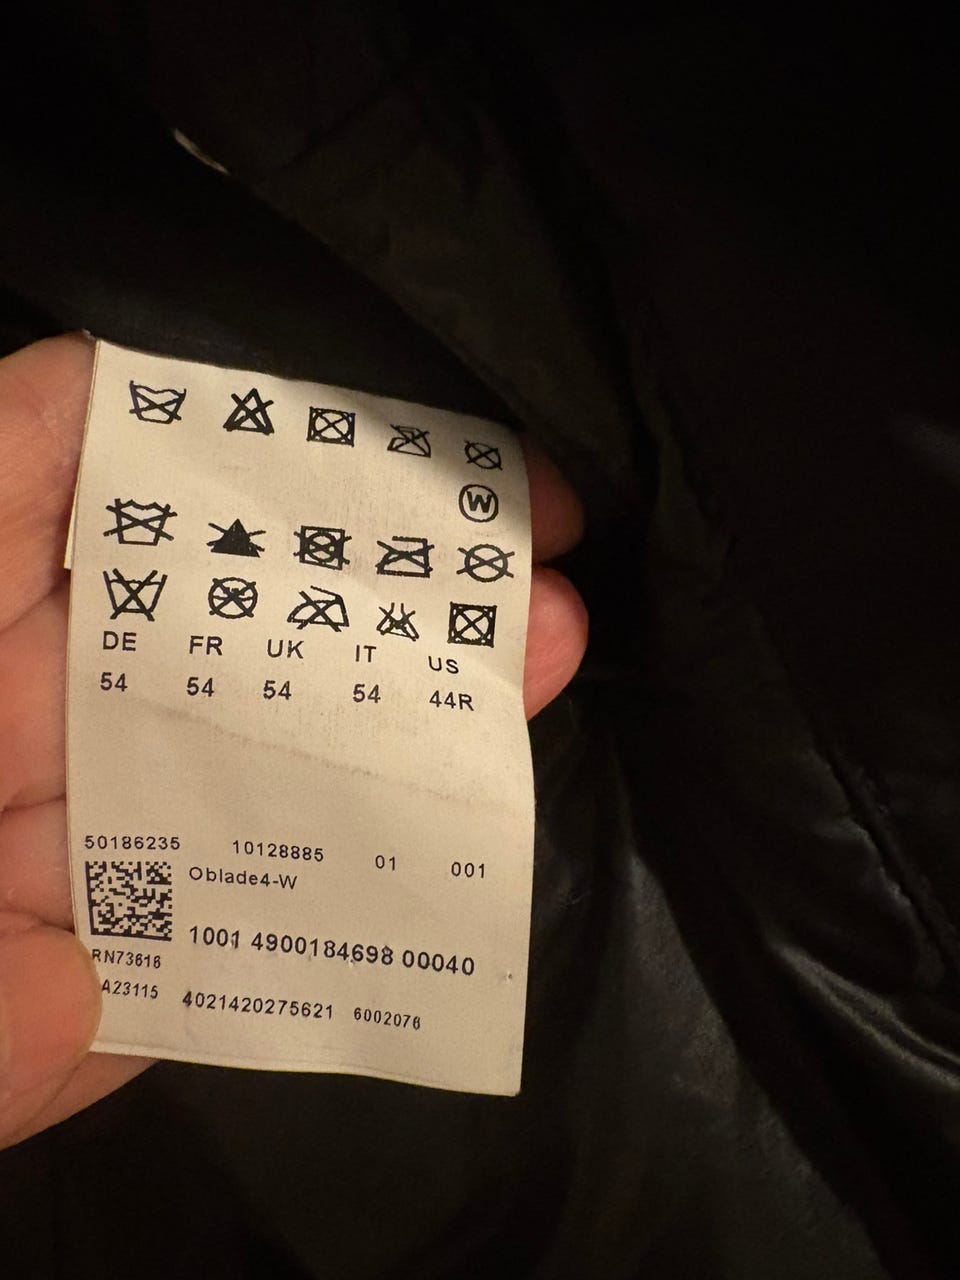 W
DE FR UK IT US
54 54 54 54 44R
50186235 10128885 01 001
Oblade4-W
1001 4900184698 00040
RN73616
A23115 4021420275621 6002076